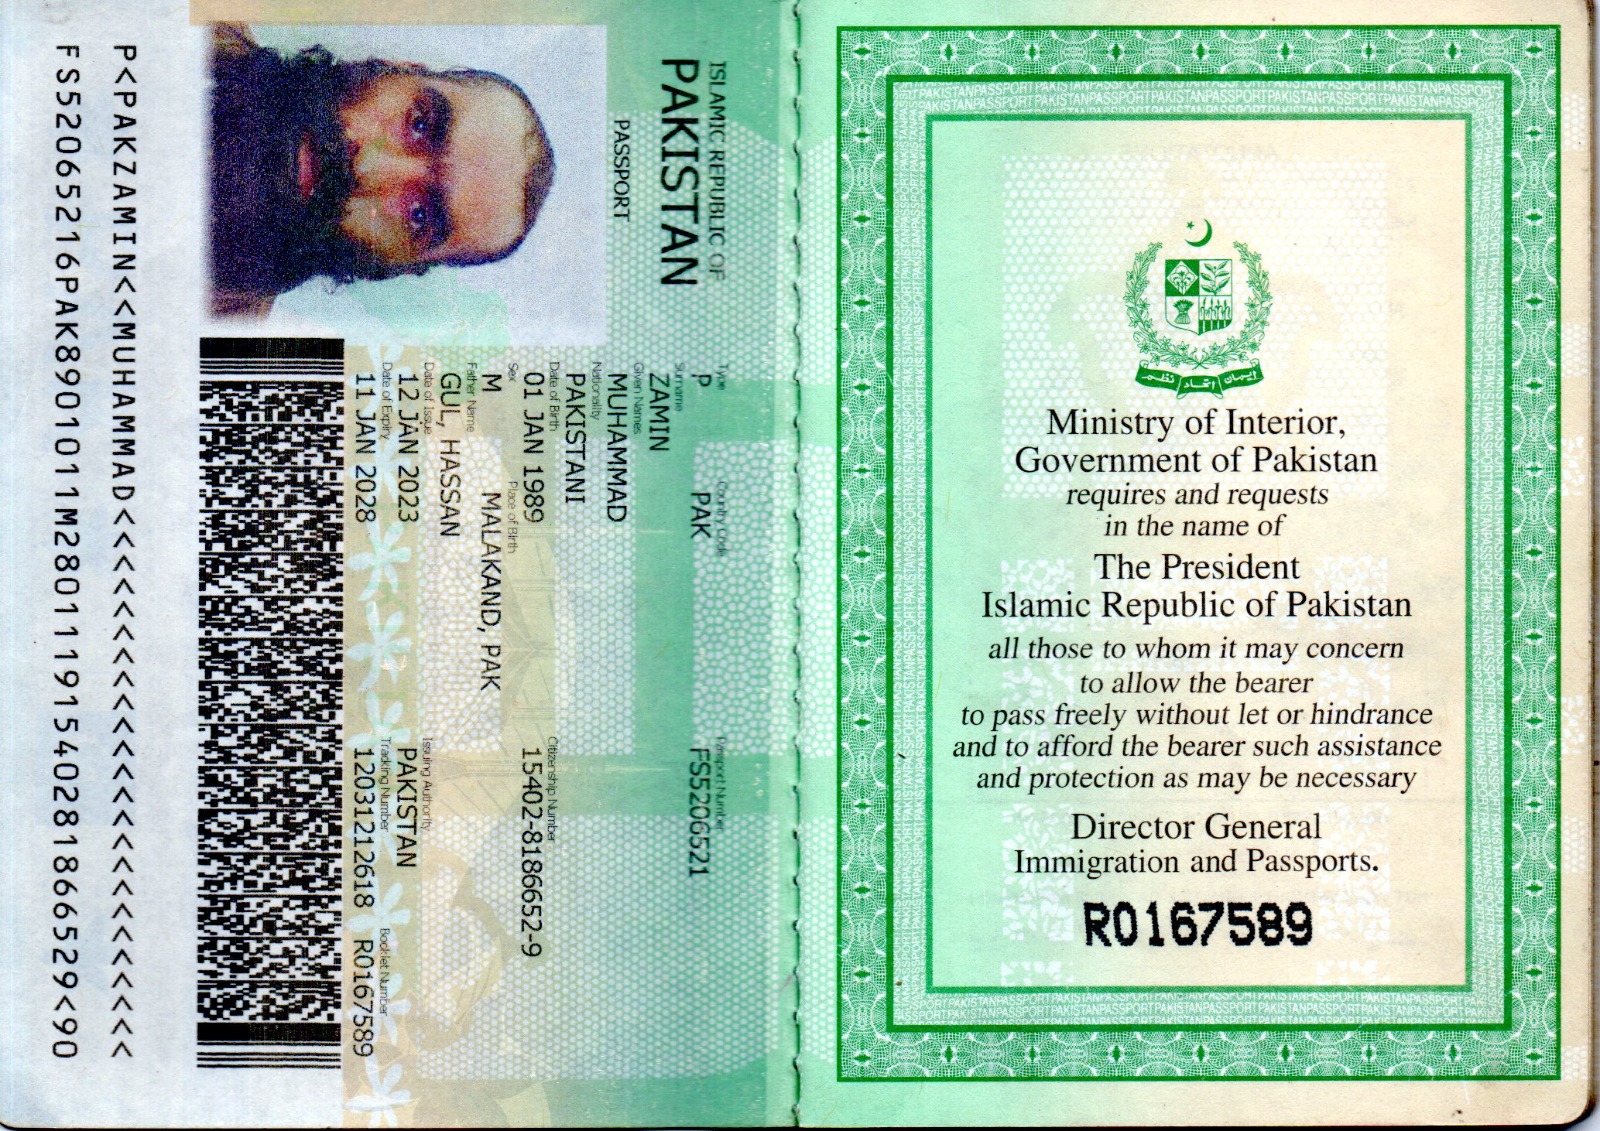 ISLAMIC REPUBLIC OF
PAKISTAN
PASSPORT
Type
P
Country Code
PAK
Passport Number
FS5206521
Surname
ZAMIN
Given Names
MUHAMMAD
Nationality
PAKISTANI
Date of Birth
01 JAN 1989
Citizenship Number
15402-8186652-9
Sex
M
Place of Birth
MALAKAND, PAK
Father Name
GUL, HASSAN
Date of Issue
12 JAN 2023
Issuing Authority
PAKISTAN
Date of Expiry
11 JAN 2028
Tracking Number
12031212618
Booklet Number
R0167589
P<PAKZAMIN<<MUHAMMAD<<<<<<<<<<<<<<<<<<<<<<<<
FS52065216PAK8901011M28011191540281866529<90
ایمان اتحاد نظم
Ministry of Interior,
Government of Pakistan
requires and requests
in the name of
The President
Islamic Republic of Pakistan
all those to whom it may concern
to allow the bearer
to pass freely without let or hindrance
and to afford the bearer such assistance
and protection as may be necessary
Director General
Immigration and Passports.
R0167589